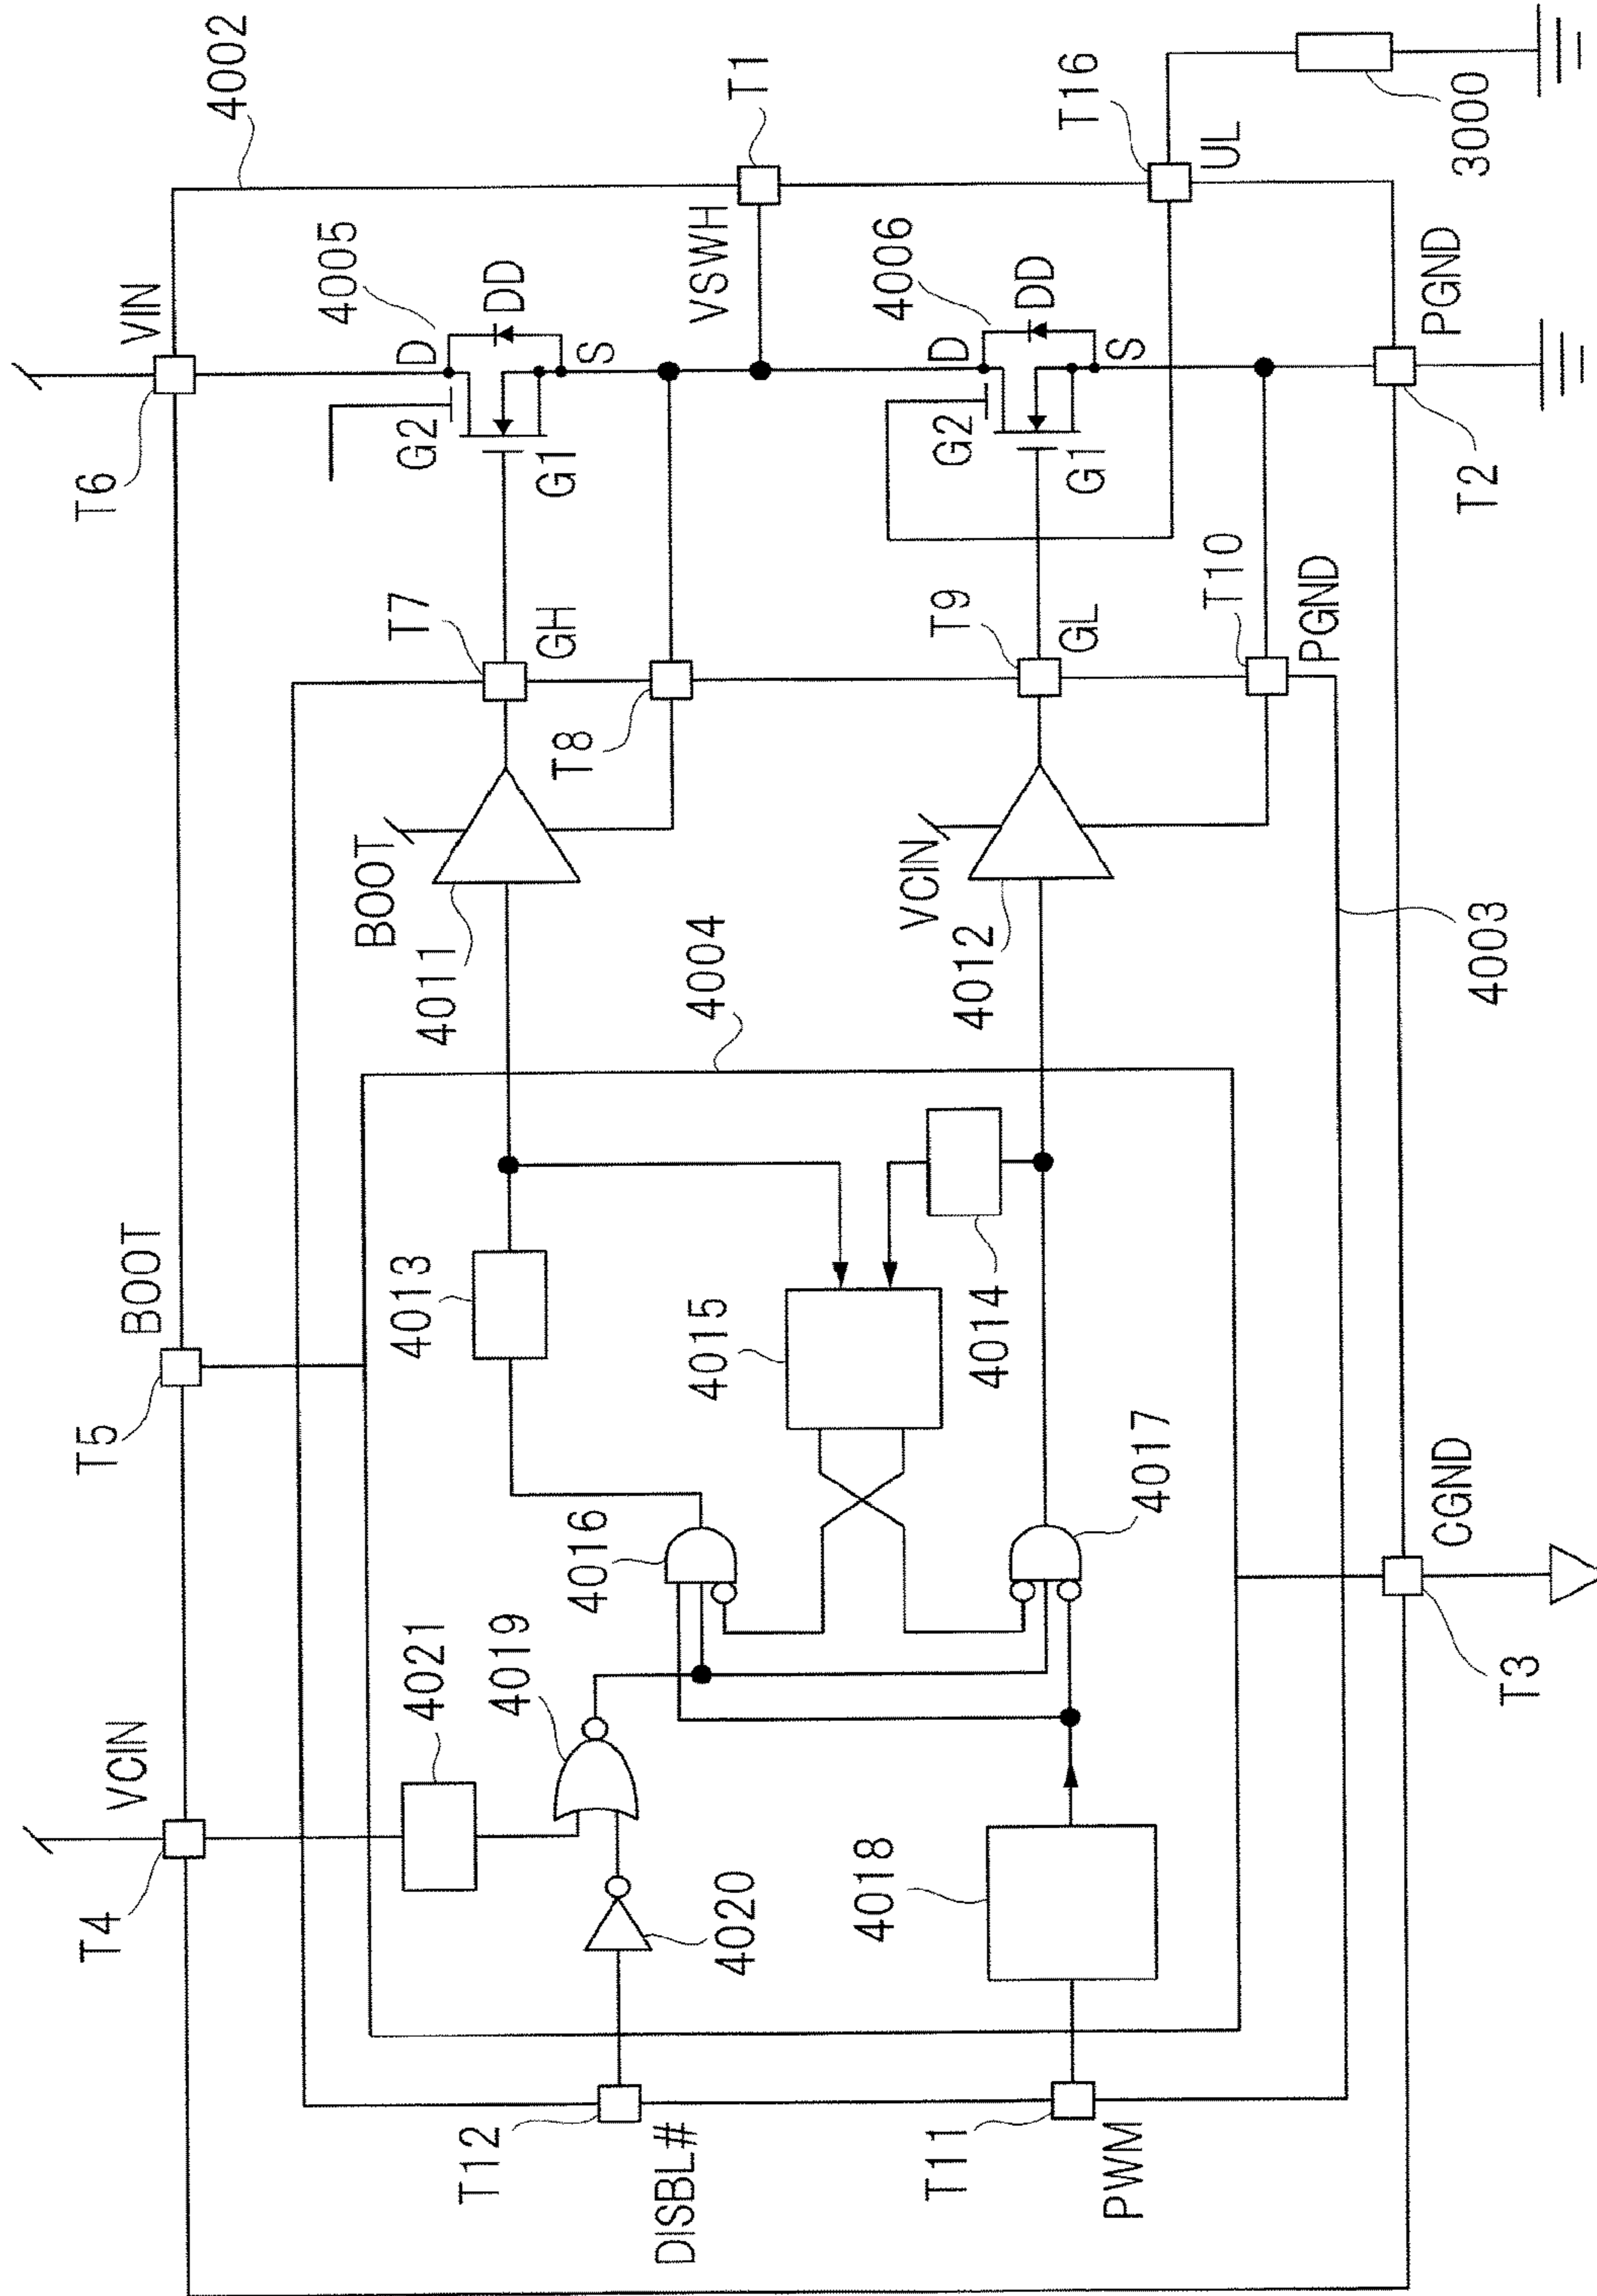 4002
VIN
T6
4005
D
DD
G2
S
G1
VSWH
T1
4006
D
DD
G2
S
G1
T16
UL
3000
PGND
T2
T7
GH
T8
T9
GL
T10
PGND
BOOT
4011
VCIN
4012
4003
4004
BOOT
T5
4013
4015
4014
4016
4017
CGND
T3
VCIN
T4
4021
4019
4020
4018
T12
DISBL#
T11
PWM